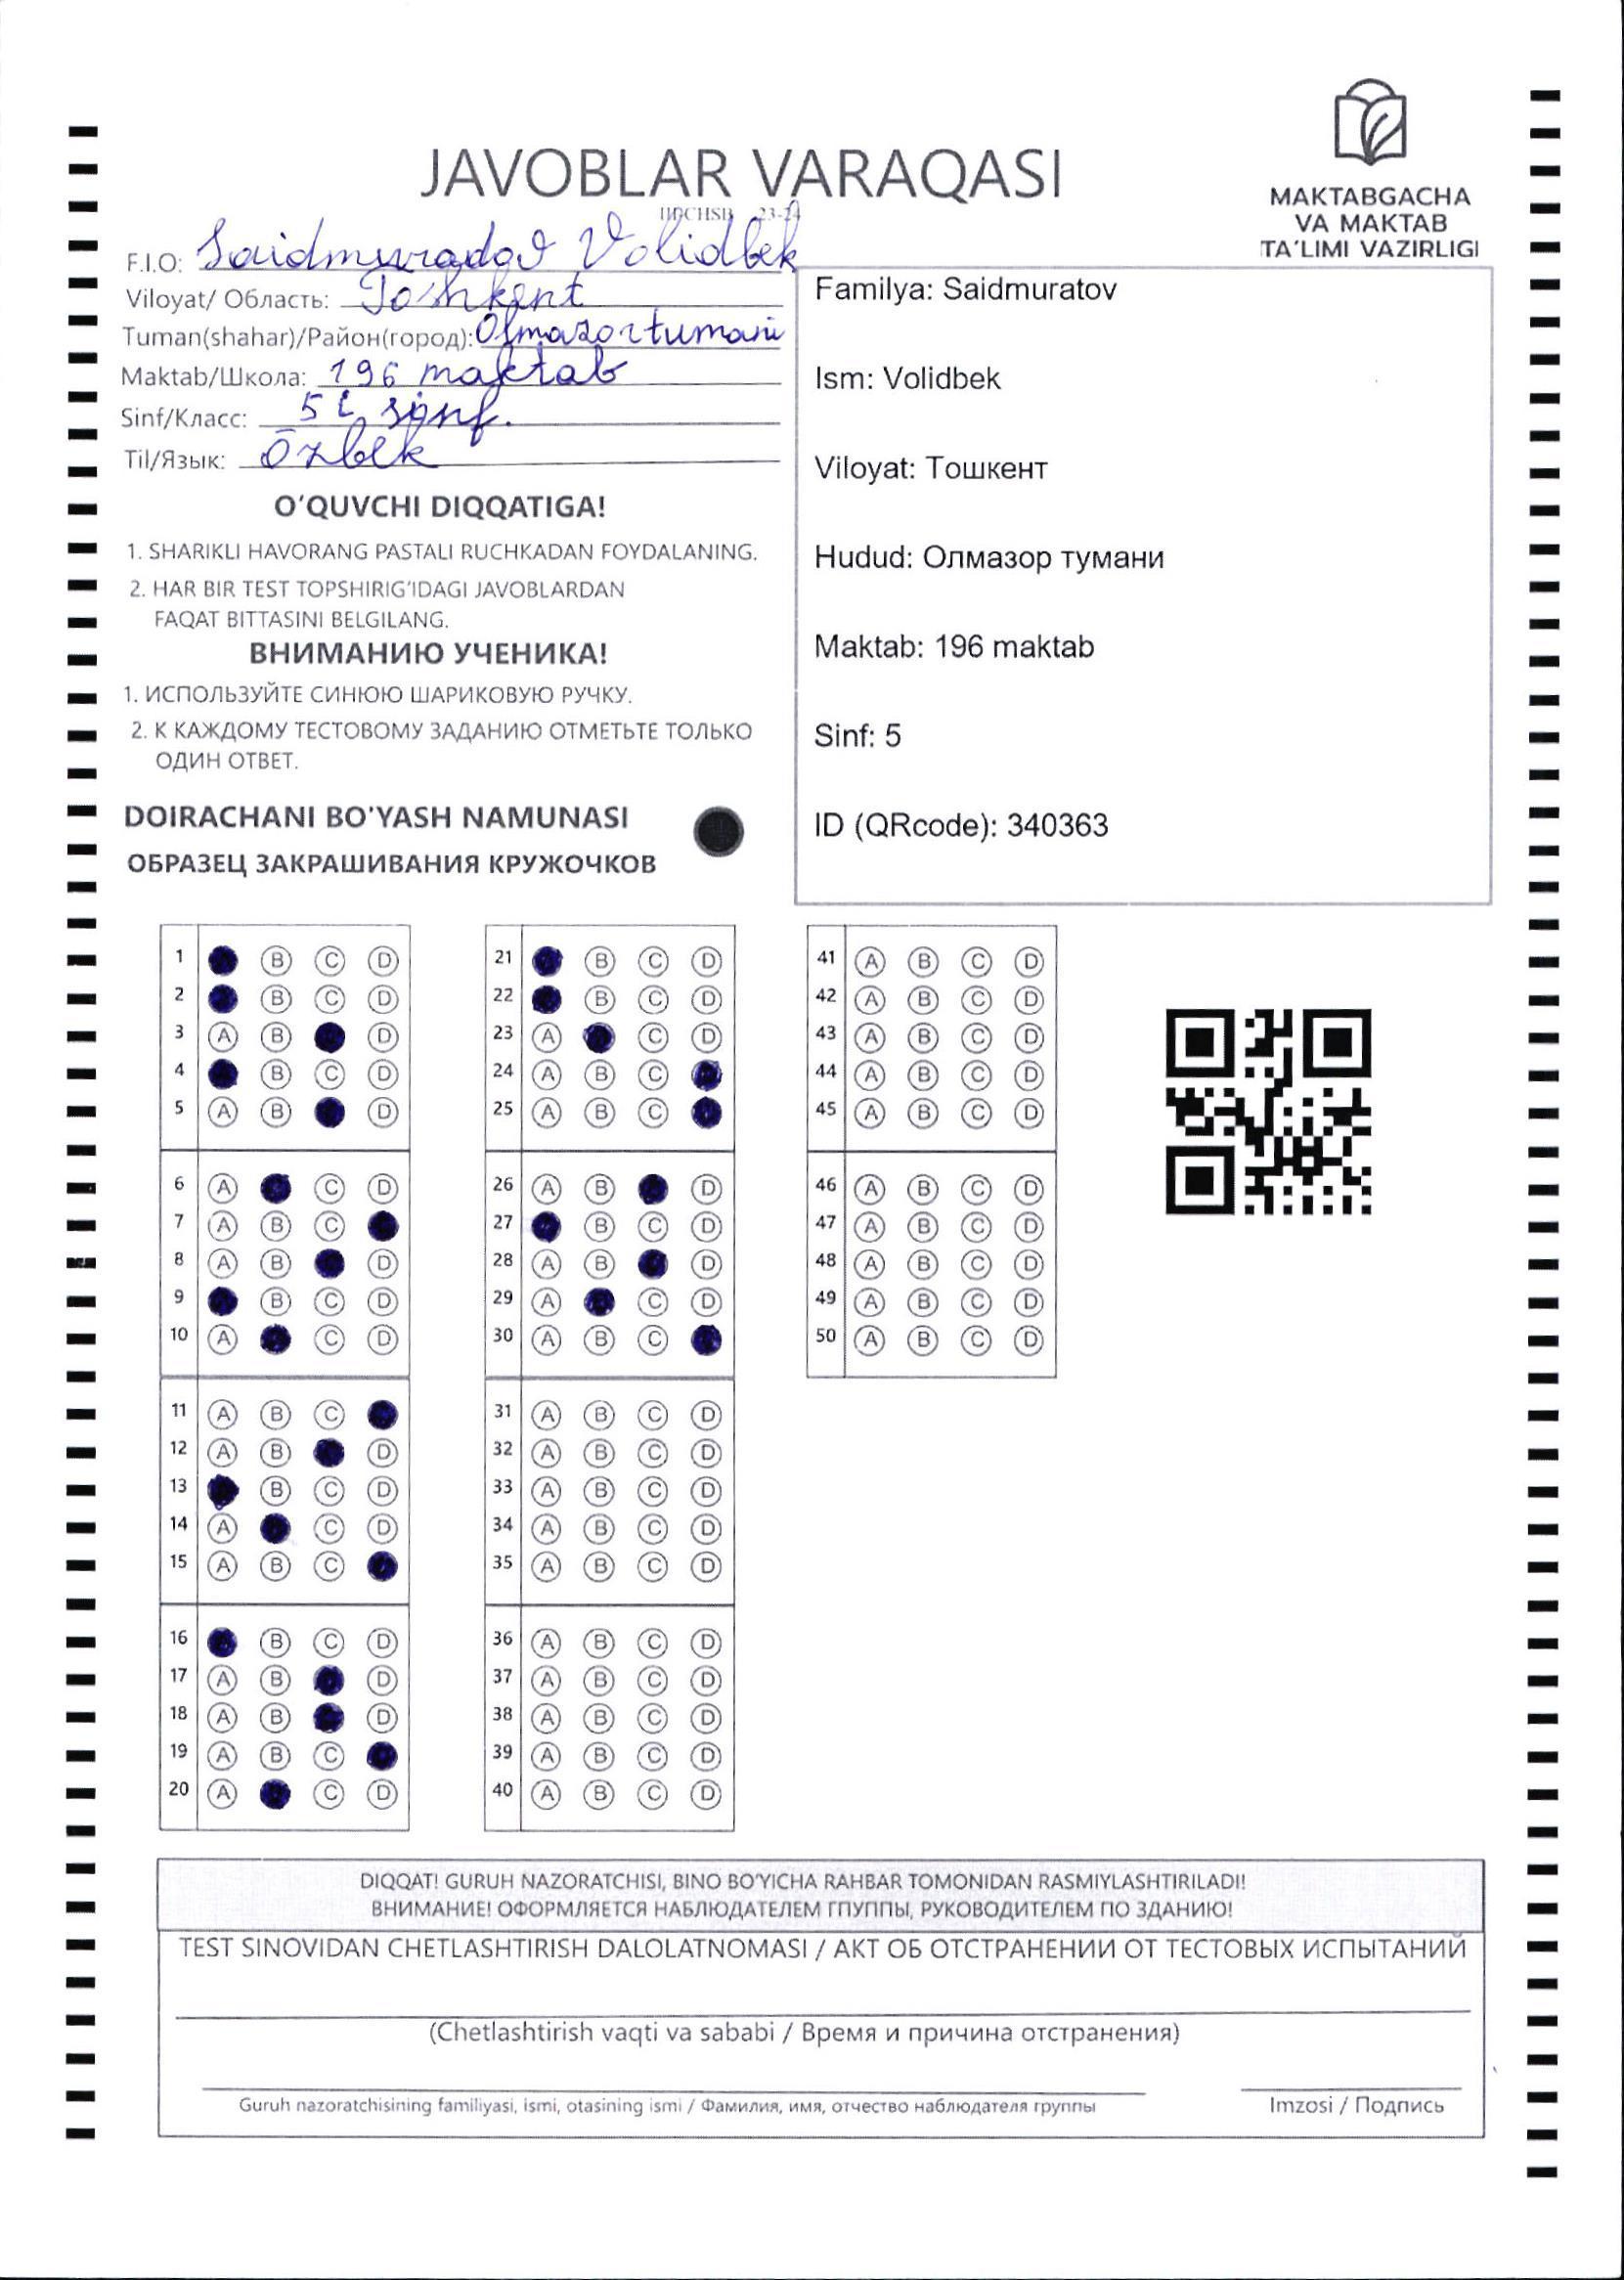 JAVOBLAR VARAQASI
MAKTABGACHA
VA MAKTAB
TA'LIMI VAZIRLIGI
23-24
F.I.O: Saidmuradov Volidbek
Viloyat/ Область: Toshkent
Tuman(shahar)/Район(город): Olmazor tumani
Maktab/Школа: 196 maktab
Sinf/Класс: 5 sinf.
Til/Язык: Õzbek
Familya: Saidmuratov
Ism: Volidbek
Viloyat: Тошкент
Hudud: Олмазор тумани
Maktab: 196 maktab
Sinf: 5
ID (QRcode): 340363
O'QUVCHI DIQQATIGA!
1. SHARIKLI HAVORANG PASTALI RUCHKADAN FOYDALANING.
2. HAR BIR TEST TOPSHIRIG'IDAGI JAVOBLARDAN
FAQAT BITTASINI BELGILANG.
ВНИМАНИЮ УЧЕНИКА!
1. ИСПОЛЬЗУЙТЕ СИНЮЮ ШАРИКОВУЮ РУЧКУ.
2. К КАЖДОМУ ТЕСТОВОМУ ЗАДАНИЮ ОТМЕТЬТЕ ТОЛЬКО
ОДИН ОТВЕТ.
DOIRACHANI BO'YASH NAMUNASI
ОБРАЗЕЦ ЗАКРАШИВАНИЯ КРУЖОЧКОВ
1 B C D
2 B C D
3 A B D
4 B C D
5 A B D
6 A C D
7 A B C
8 A B D
9 B C D
10 A C D
11 A B C
12 A B D
13 B C D
14 A C D
15 A B C
16 B C D
17 A B D
18 A B D
19 A B C
20 A C D
21 B C D
22 B C D
23 A C D
24 A B C
25 A B C
26 A B D
27 B C D
28 A B D
29 A C D
30 A B C
31 A B C D
32 A B C D
33 A B C D
34 A B C D
35 A B C D
36 A B C D
37 A B C D
38 A B C D
39 A B C D
40 A B C D
41 A B C D
42 A B C D
43 A B C D
44 A B C D
45 A B C D
46 A B C D
47 A B C D
48 A B C D
49 A B C D
50 A B C D
DIQQAT! GURUH NAZORATCHISI, BINO BO'YICHA RAHBAR TOMONIDAN RASMIYLASHTIRILADI!
ВНИМАНИЕ! ОФОРМЛЯЕТСЯ НАБЛЮДАТЕЛЕМ ГПУППЫ, РУКОВОДИТЕЛЕМ ПО ЗДАНИЮ!
TEST SINOVIDAN CHETLASHTIRISH DALOLATNOMASI / АКТ ОБ ОТСТРАНЕНИИ ОТ ТЕСТОВЫХ ИСПЫТАНИЙ
(Chetlashtirish vaqti va sababi / Время и причина отстранения)
Guruh nazoratchisining familiyasi, ismi, otasining ismi / Фамилия, имя, отчество наблюдателя группы
Imzosi / Подпись